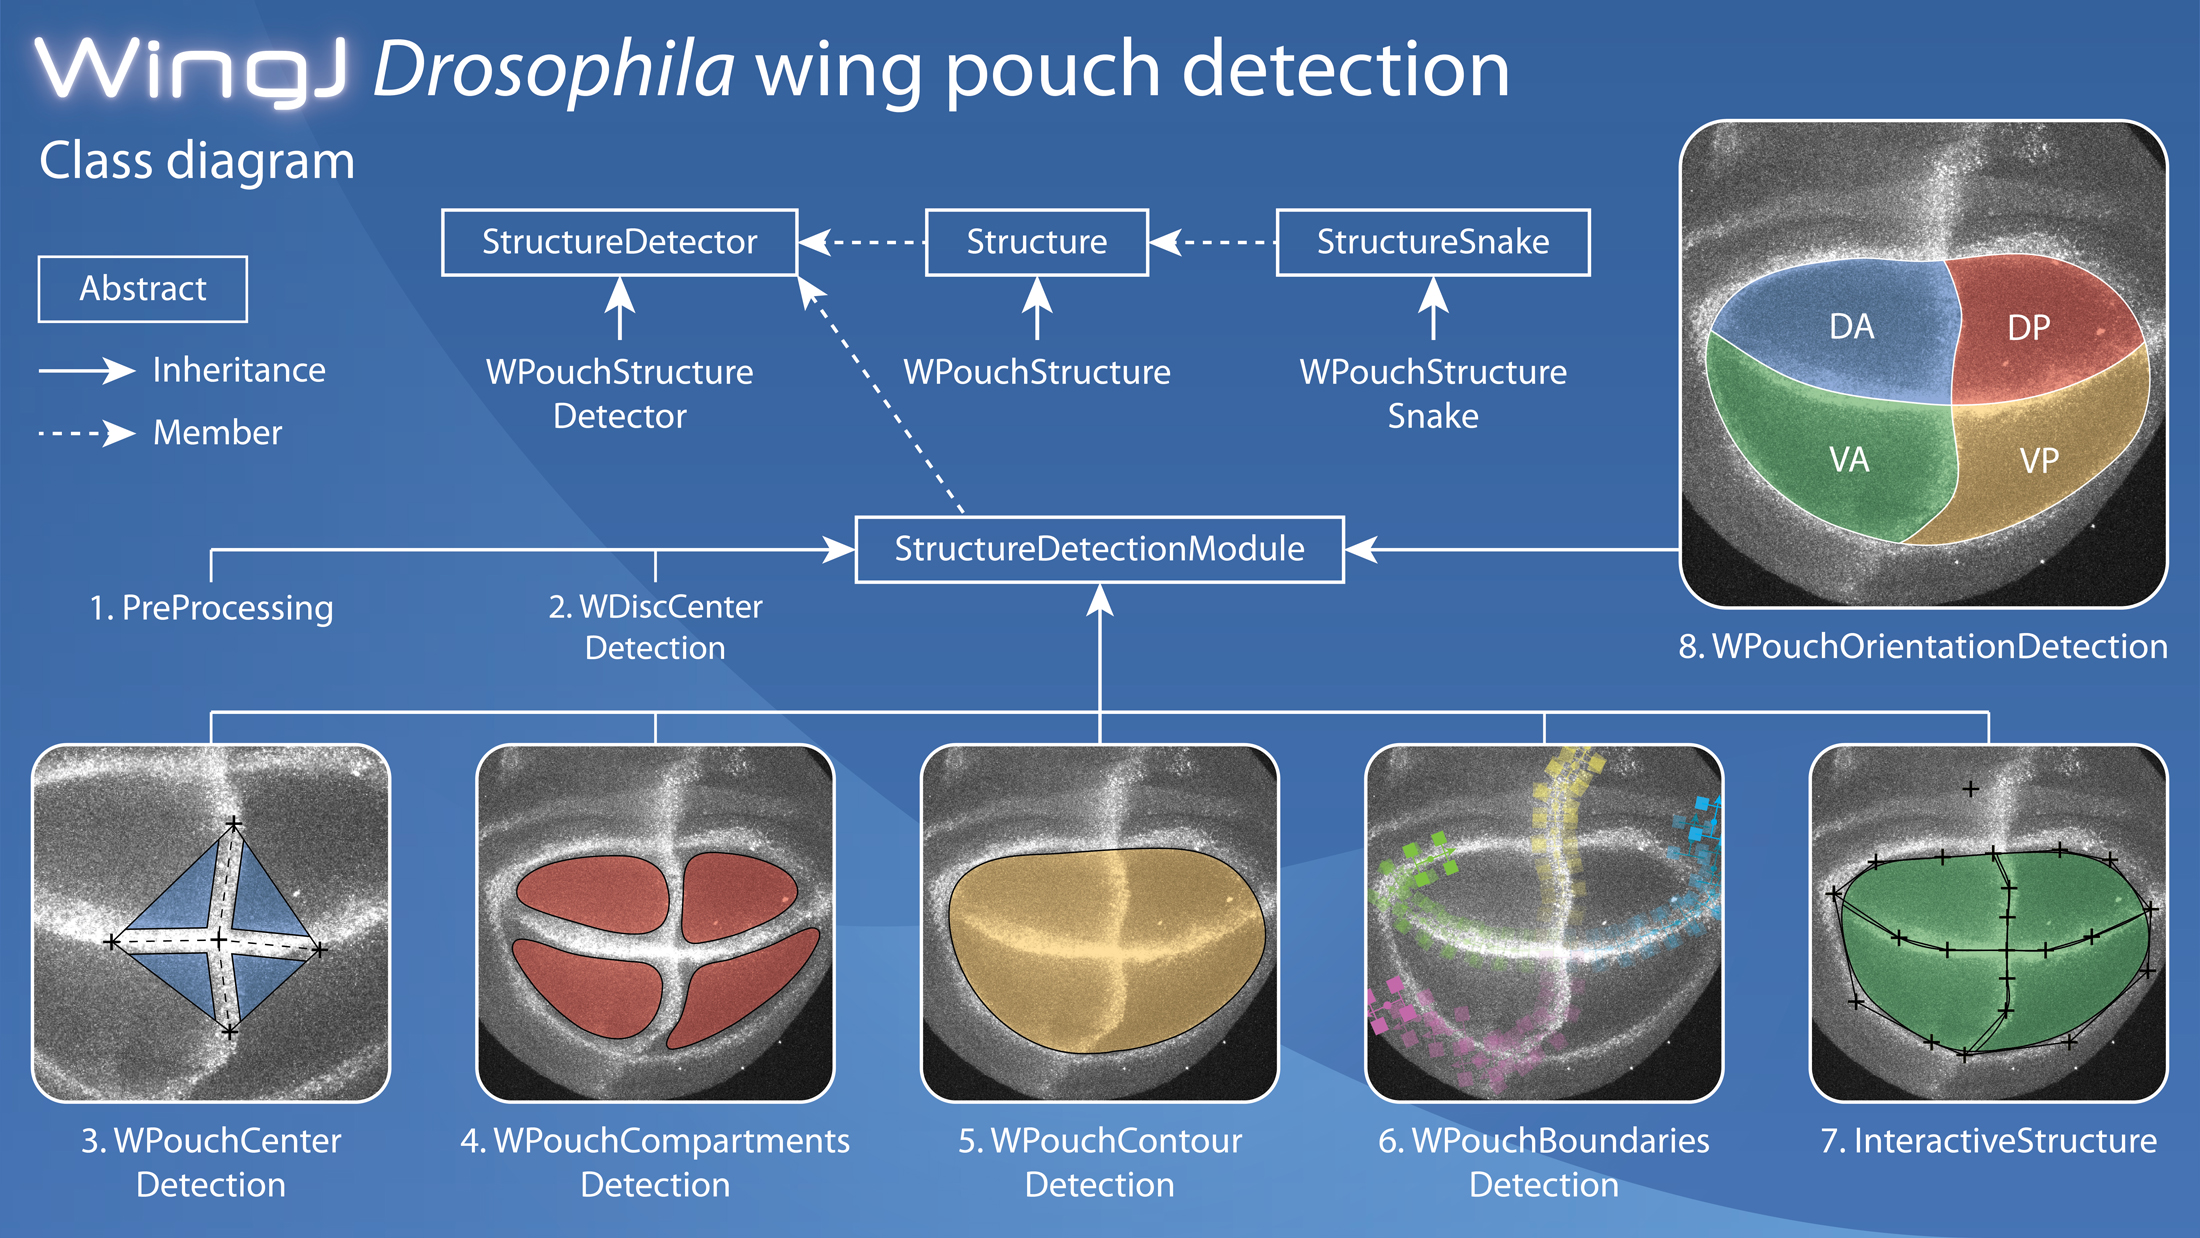 WingJ Drosophila wing pouch detection
Class diagram
Abstract
Inheritance
Member
StructureDetector
Structure
StructureSnake
WPouchStructure
Detector
WPouchStructure
WPouchStructure
Snake
StructureDetectionModule
1. PreProcessing
2. WDiscCenter
Detection
DA
DP
VA
VP
8. WPouchOrientationDetection
3. WPouchCenter
Detection
4. WPouchCompartments
Detection
5. WPouchContour
Detection
6. WPouchBoundaries
Detection
7. InteractiveStructure